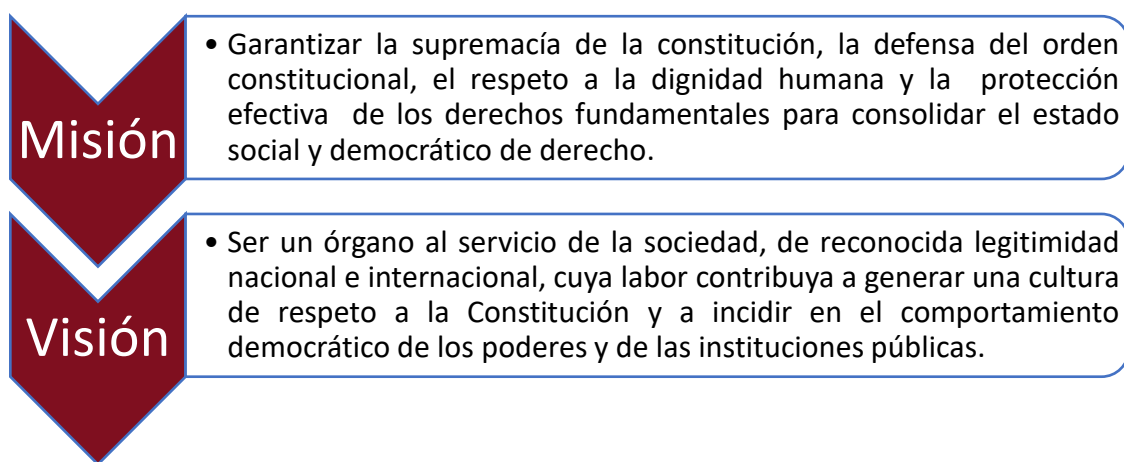 Misión
• Garantizar la supremacía de la constitución, la defensa del orden
constitucional, el respeto a la dignidad humana y la protección
efectiva de los derechos fundamentales para consolidar el estado
social y democrático de derecho.
Visión
• Ser un órgano al servicio de la sociedad, de reconocida legitimidad
nacional e internacional, cuya labor contribuya a generar una cultura
de respeto a la Constitución y a incidir en el comportamiento
democrático de los poderes y de las instituciones públicas.